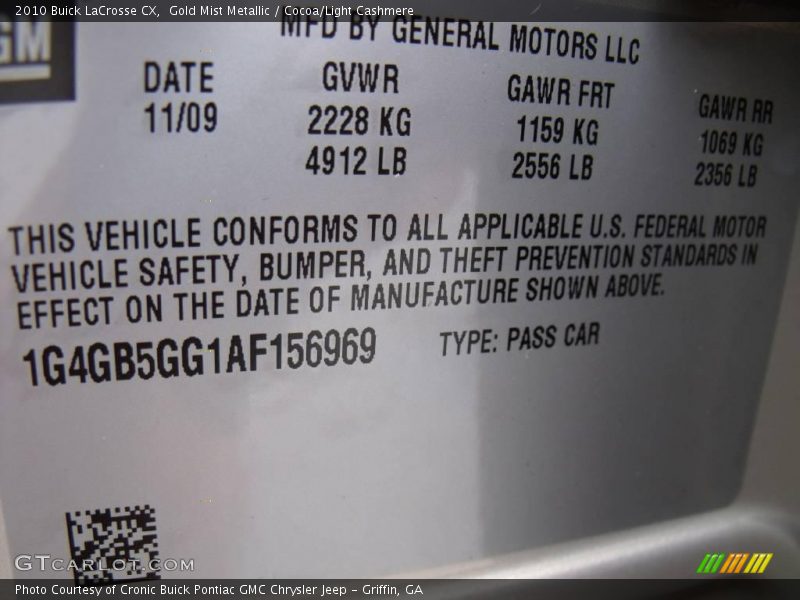 2010 Buick LaCrosse CX,  Gold Mist Metallic / Cocoa/Light Cashmere
GM
MFD BY GENERAL MOTORS LLC
DATE GVWR GAWR FRT GAWR RR
11/09 2228 KG 1159 KG 1069 KG
4912 LB 2556 LB 2356 LB
THIS VEHICLE CONFORMS TO ALL APPLICABLE U.S. FEDERAL MOTOR
VEHICLE SAFETY, BUMPER, AND THEFT PREVENTION STANDARDS IN
EFFECT ON THE DATE OF MANUFACTURE SHOWN ABOVE.
1G4GB5GG1AF156969 TYPE: PASS CAR
GTcarlot.com
Photo Courtesy of Cronic Buick Pontiac GMC Chrysler Jeep - Griffin, GA